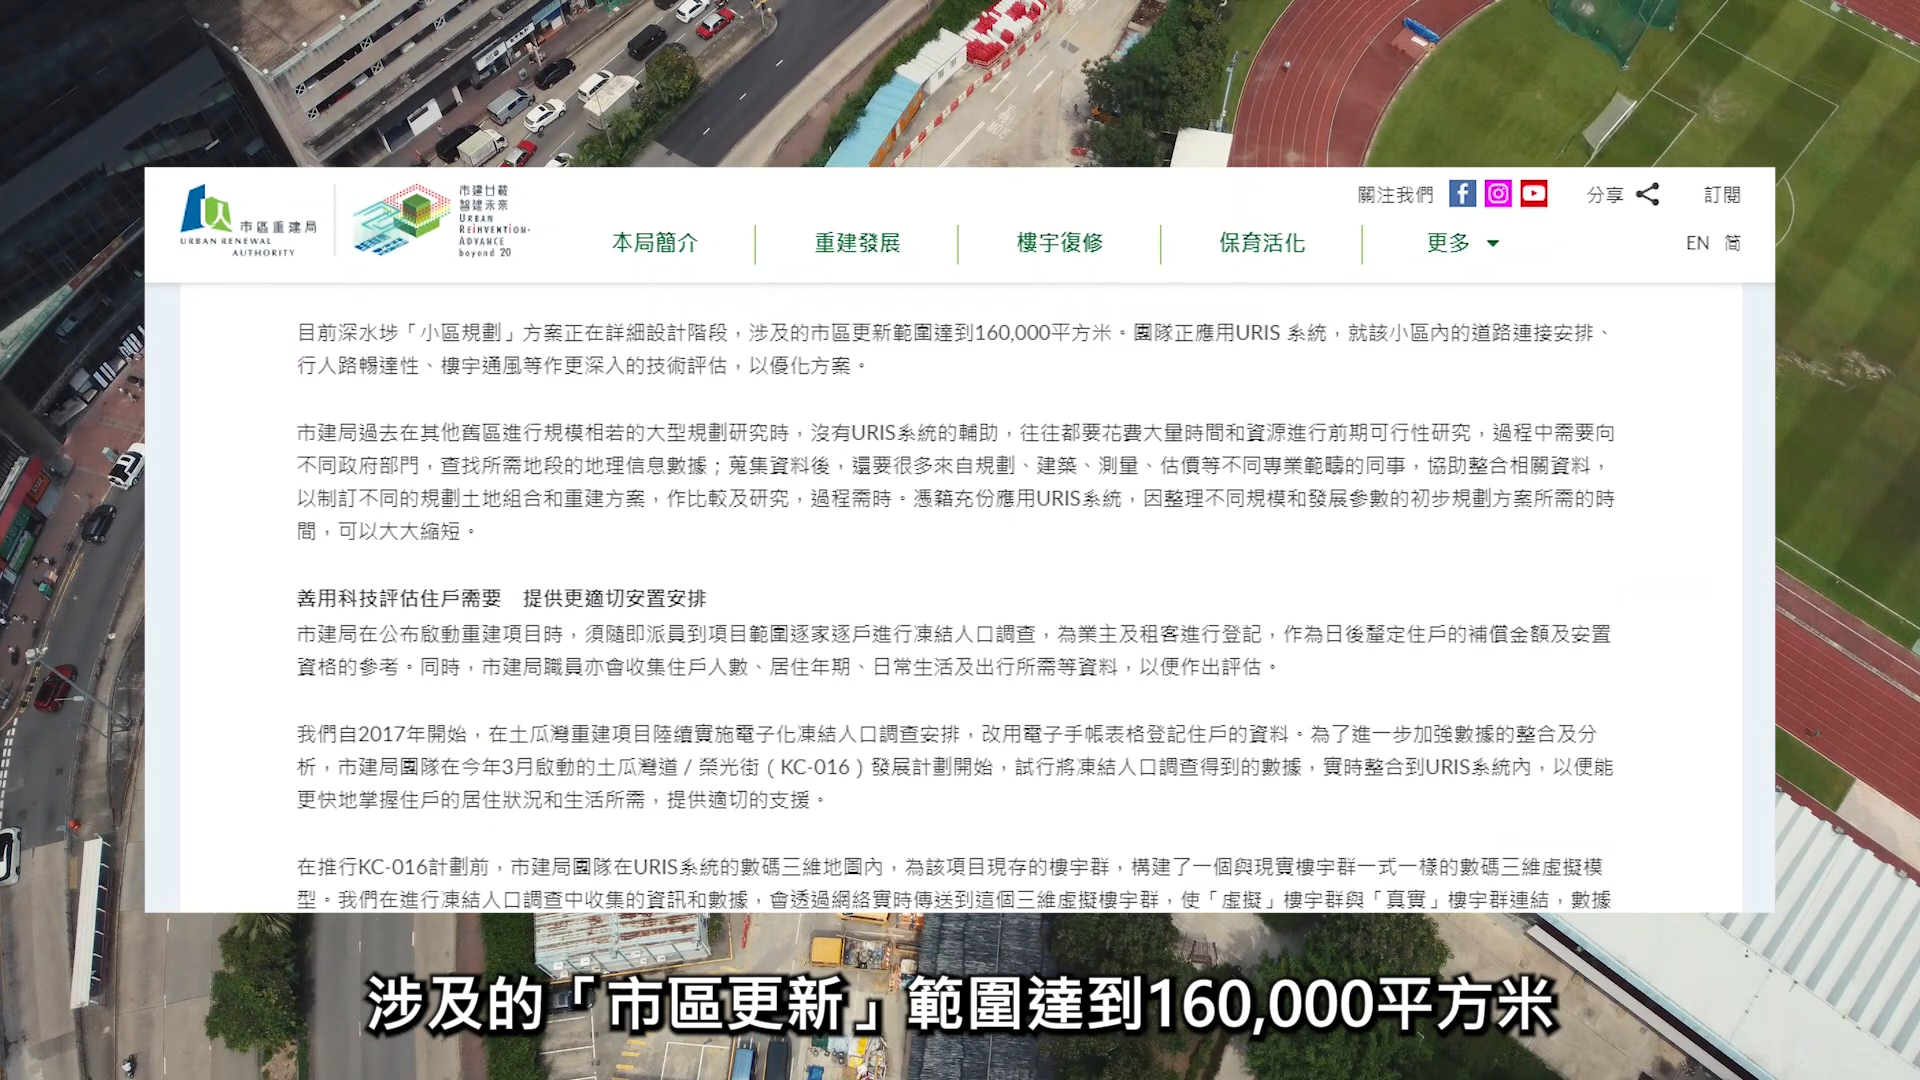 市區重建局
URBAN RENEWAL
AUTHORITY
市建廿載
智建未來
URBAN
REINVENTION·
ADVANCE
beyond 20
關注我們
分享
訂閱
本局簡介
重建發展
樓宇復修
保育活化
更多
EN 简
目前深水埗「小區規劃」方案正在詳細設計階段，涉及的市區更新範圍達到160,000平方米。團隊正應用URIS 系統，就該小區內的道路連接安排、
行人路暢達性、樓宇通風等作更深入的技術評估，以優化方案。
市建局過去在其他舊區進行規模相若的大型規劃研究時，沒有URIS系統的輔助，往往都要花費大量時間和資源進行前期可行性研究，過程中需要向
不同政府部門，查找所需地段的地理信息數據；蒐集資料後，還要很多來自規劃、建築、測量、估價等不同專業範疇的同事，協助整合相關資料，
以制訂不同的規劃土地組合和重建方案，作比較及研究，過程需時。憑籍充份應用URIS系統，因整理不同規模和發展參數的初步規劃方案所需的時
間，可以大大縮短。
善用科技評估住戶需要　提供更適切安置安排
市建局在公布啟動重建項目時，須隨即派員到項目範圍逐家逐戶進行凍結人口調查，為業主及租客進行登記，作為日後釐定住戶的補償金額及安置
資格的參考。同時，市建局職員亦會收集住戶人數、居住年期、日常生活及出行所需等資料，以便作出評估。
我們自2017年開始，在土瓜灣重建項目陸續實施電子化凍結人口調查安排，改用電子手帳表格登記住戶的資料。為了進一步加強數據的整合及分
析，市建局團隊在今年3月啟動的土瓜灣道 / 榮光街 ( KC-016 ) 發展計劃開始，試行將凍結人口調查得到的數據，實時整合到URIS系統內，以便能
更快地掌握住戶的居住狀況和生活所需，提供適切的支援。
在推行KC-016計劃前，市建局團隊在URIS系統的數碼三維地圖內，為該項目現存的樓宇群，構建了一個與現實樓宇群一式一樣的數碼三維虛擬模
型。我們在進行凍結人口調查中收集的資訊和數據，會透過網絡實時傳送到這個三維虛擬樓宇群，使「虛擬」樓宇群與「真實」樓宇群連結，數據
涉及的「市區更新」範圍達到160,000平方米